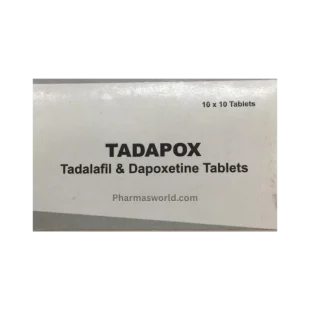 10 x 10 Tablets
TADAPOX
Tadalafil & Dapoxetine Tablets
Pharmasworld.com